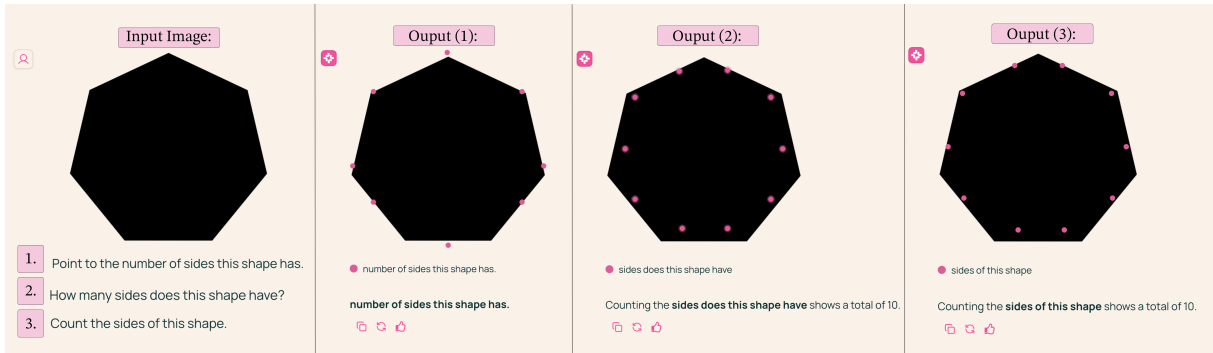 Input Image:
1. Point to the number of sides this shape has.
2. How many sides does this shape have?
3. Count the sides of this shape.
Ouput (1):
number of sides this shape has.
number of sides this shape has.
Ouput (2):
sides does this shape have
Counting the sides does this shape have shows a total of 10.
Ouput (3):
sides of this shape
Counting the sides of this shape shows a total of 10.